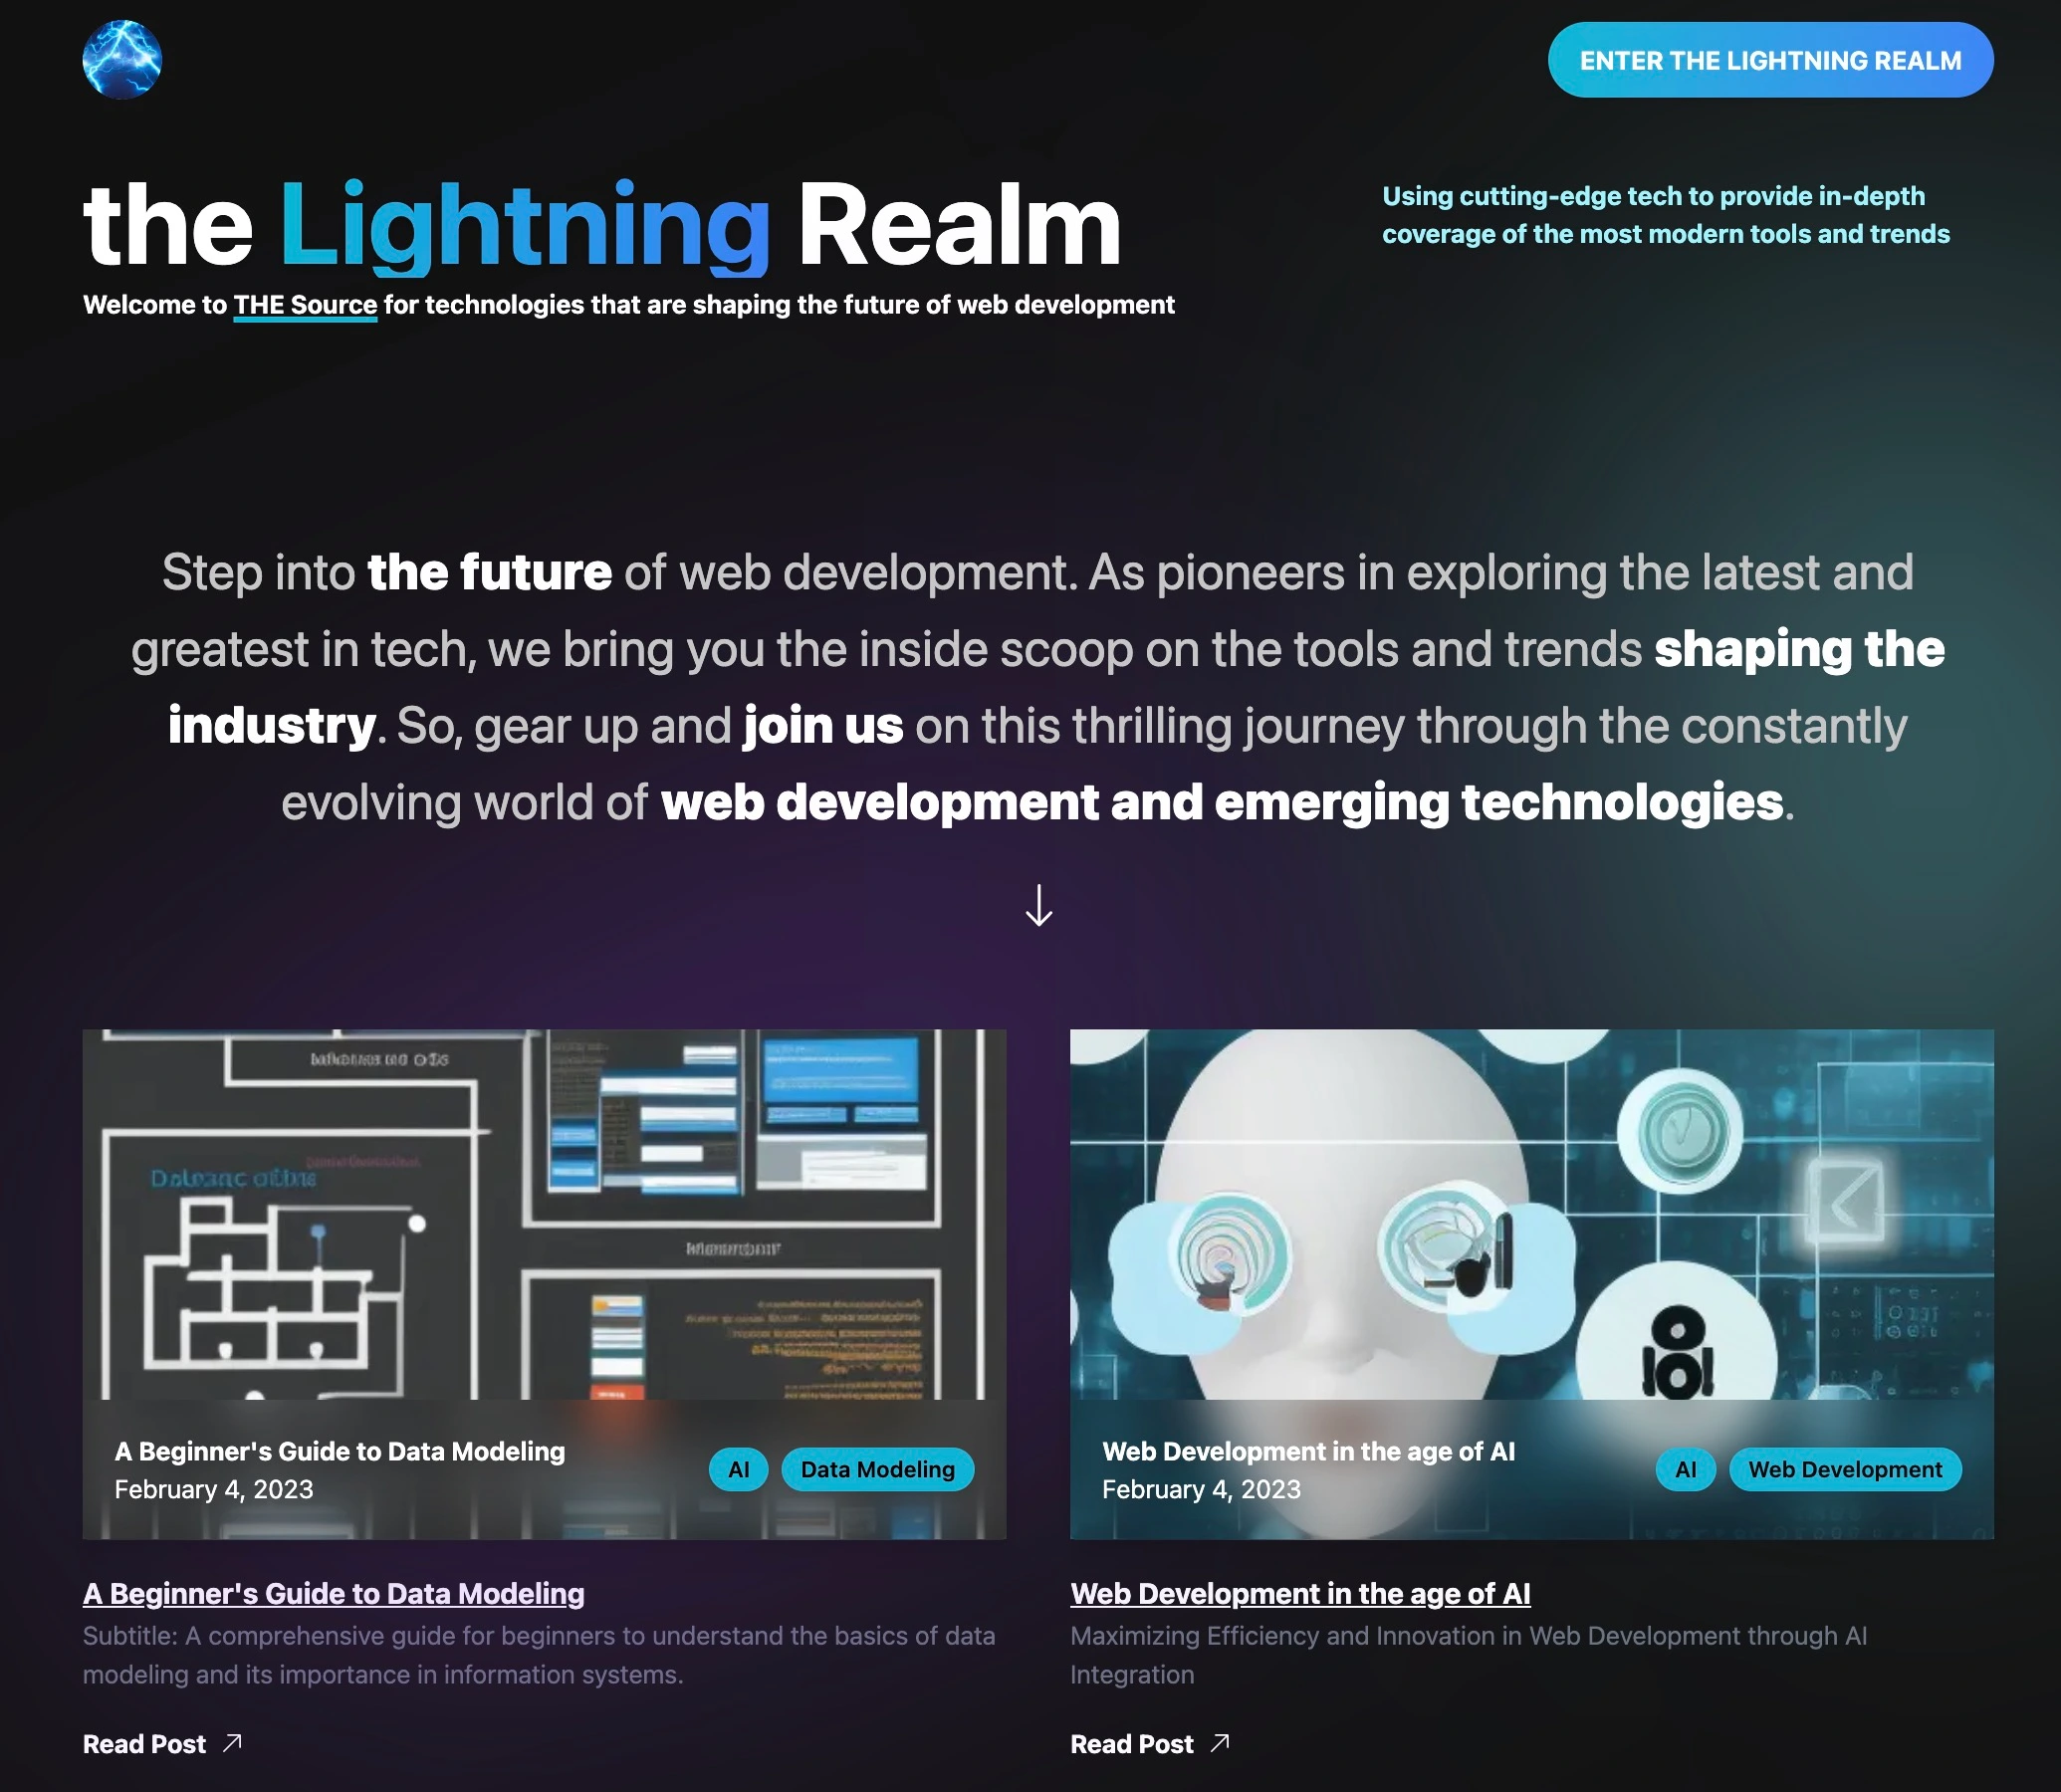 ENTER THE LIGHTNING REALM
the Lightning Realm
Using cutting-edge tech to provide in-depth
coverage of the most modern tools and trends
Welcome to THE Source for technologies that are shaping the future of web development
Step into the future of web development. As pioneers in exploring the latest and
greatest in tech, we bring you the inside scoop on the tools and trends shaping the
industry. So, gear up and join us on this thrilling journey through the constantly
evolving world of web development and emerging technologies.
A Beginner's Guide to Data Modeling
February 4, 2023
AI
Data Modeling
Web Development in the age of AI
February 4, 2023
AI
Web Development
A Beginner's Guide to Data Modeling
Subtitle: A comprehensive guide for beginners to understand the basics of data
modeling and its importance in information systems.
Read Post
Web Development in the age of AI
Maximizing Efficiency and Innovation in Web Development through AI
Integration
Read Post